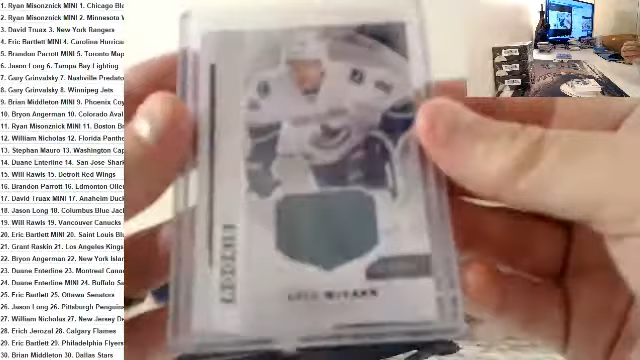 1. Ryan Misonznick MINI 1. Chicago Bla
2. Ryan Misonznick MINI 2. Minnesota W
3. David Truax 3. New York Rangers
4. Eric Bartlett MINI 4. Carolina Hurrica
5. Brandon Parrott MINI 5. Toronto Map
6. Jason Long 6. Tampa Bay Lighting
7. Gary Grinvalsky 7. Nashville Predato
8. Gary Grinvalsky 8. Winnipeg Jets
9. Brian Middleton MINI 9. Phoenix Coy
10. Bryon Angerman 10. Colorado Aval
11. Ryan Misonznick MINI 11. Boston Br
12. William Nicholas 12. Florida Panthe
13. Stephan Mauro 13. Washington Cap
14. Duane Enterline 14. San Jose Shark
15. Will Rawls 15. Detroit Red Wings
16. Brandon Parrott 16. Edmonton Oiler
17. David Truax MINI 17. Anaheim Duck
18. Jason Long 18. Columbus Blue Jack
19. Will Rawls 19. Vancouver Canucks
20. Eric Bartlett MINI 20. Saint Louis Blu
21. Grant Raskin 21. Los Angeles Kings
22. Bryon Angerman 22. New York Islan
23. Duane Enterline 23. Montreal Canad
24. Duane Enterline MINI 24. Buffalo Sa
25. Eric Bartlett 25. Ottawa Senators
26. Jason Long 26. Pittsburgh Penguins
27. William Nicholas 27. New Jersey De
28. Erich Jerozal 28. Calgary Flames
29. Eric Bartlett 29. Philadelphia Flyers
30. Brian Middleton 30. Dallas Stars